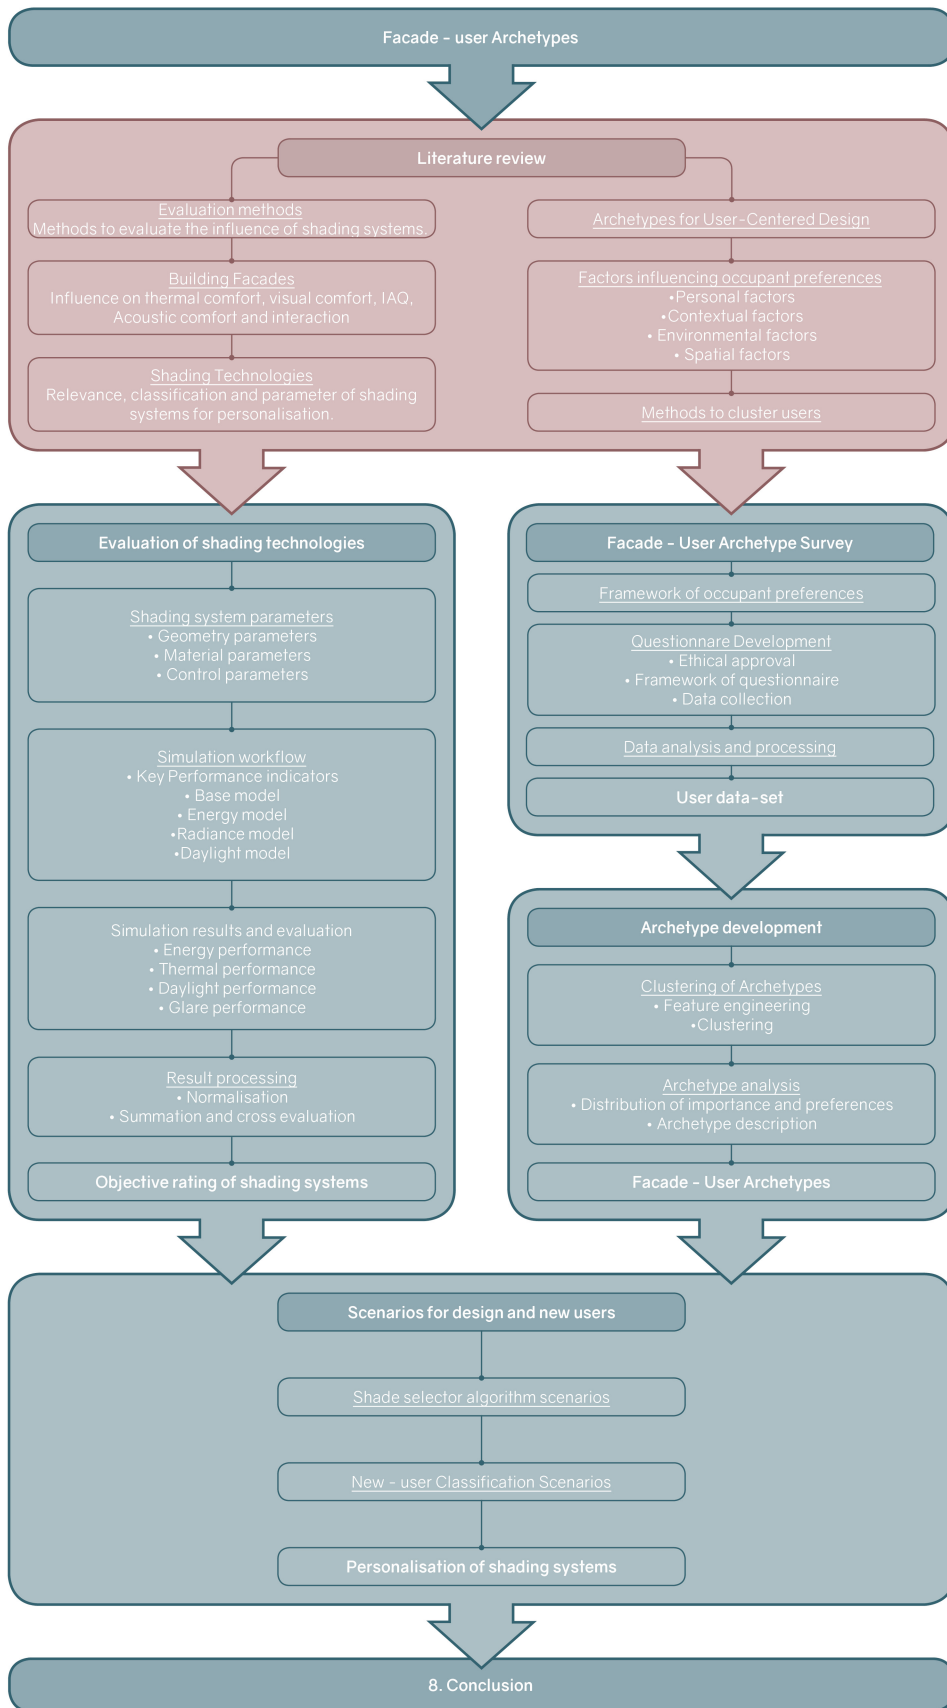 Facade - user Archetypes
Literature review
Evaluation methods
Methods to evaluate the influence of shading systems.
Building Facades
Influence on thermal comfort, visual comfort, IAQ,
Acoustic comfort and interaction
Shading Technologies
Relevance, classification and parameter of shading
systems for personalisation.
Archetypes for User-Centered Design
Factors influencing occupant preferences
•Personal factors
•Contextual factors
• Environmental factors
• Spatial factors
Methods to cluster users
Evaluation of shading technologies
Shading system parameters
• Geometry parameters
• Material parameters
• Control parameters
Simulation workflow
• Key Performance indicators
• Base model
• Energy model
•Radiance model
•Daylight model
Simulation results and evaluation
• Energy performance
• Thermal performance
• Daylight performance
• Glare performance
Result processing
• Normalisation
• Summation and cross evaluation
Objective rating of shading systems
Facade - User Archetype Survey
Framework of occupant preferences
Questionnare Development
• Ethical approval
• Framework of questionnaire
• Data collection
Data analysis and processing
User data-set
Archetype development
Clustering of Archetypes
• Feature engineering
•Clustering
Archetype analysis
• Distribution of importance and preferences
• Archetype description
Facade - User Archetypes
Scenarios for design and new users
Shade selector algorithm scenarios
New - user Classification Scenarios
Personalisation of shading systems
8. Conclusion